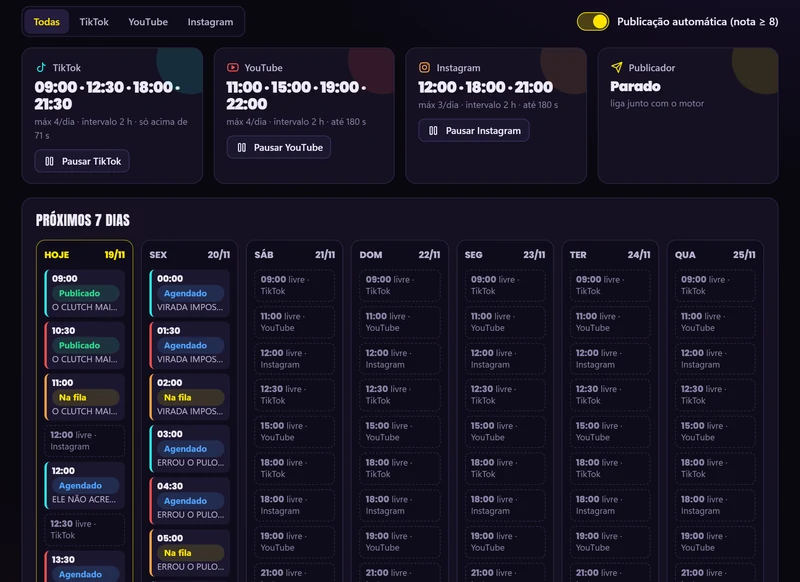 Todas TikTok YouTube Instagram
Publicação automática (nota ≥ 8)
TikTok
09:00 · 12:30 · 18:00 ·
21:30
máx 4/dia · intervalo 2 h · só acima de
71 s
Pausar TikTok
YouTube
11:00 · 15:00 · 19:00 ·
22:00
máx 4/dia · intervalo 2 h · até 180 s
Pausar YouTube
Instagram
12:00 · 18:00 · 21:00
máx 3/dia · intervalo 2 h · até 180 s
Pausar Instagram
Publicador
Parado
liga junto com o motor
PRÓXIMOS 7 DIAS
HOJE 19/11
09:00
Publicado
O CLUTCH MAI...
10:30
Publicado
O CLUTCH MAI...
11:00
Na fila
O CLUTCH MAI...
12:00 livre ·
Instagram
12:00
Agendado
ELE NÃO ACRE...
12:30 livre ·
TikTok
13:30
Agendado
SEX 20/11
00:00
Agendado
VIRADA IMPOS...
01:30
Agendado
VIRADA IMPOS...
02:00
Na fila
VIRADA IMPOS...
03:00
Agendado
ERROU O PULO...
04:30
Agendado
ERROU O PULO...
05:00
Na fila
ERROU O PULO...
SÁB 21/11
09:00 livre ·
TikTok
11:00 livre ·
YouTube
12:00 livre ·
Instagram
12:30 livre ·
TikTok
15:00 livre ·
YouTube
18:00 livre ·
TikTok
18:00 livre ·
Instagram
19:00 livre ·
YouTube
21:00 livre ·
DOM 22/11
09:00 livre ·
TikTok
11:00 livre ·
YouTube
12:00 livre ·
Instagram
12:30 livre ·
TikTok
15:00 livre ·
YouTube
18:00 livre ·
TikTok
18:00 livre ·
Instagram
19:00 livre ·
YouTube
21:00 livre ·
SEG 23/11
09:00 livre ·
TikTok
11:00 livre ·
YouTube
12:00 livre ·
Instagram
12:30 livre ·
TikTok
15:00 livre ·
YouTube
18:00 livre ·
TikTok
18:00 livre ·
Instagram
19:00 livre ·
YouTube
21:00 livre ·
TER 24/11
09:00 livre ·
TikTok
11:00 livre ·
YouTube
12:00 livre ·
Instagram
12:30 livre ·
TikTok
15:00 livre ·
YouTube
18:00 livre ·
TikTok
18:00 livre ·
Instagram
19:00 livre ·
YouTube
21:00 livre ·
QUA 25/11
09:00 livre ·
TikTok
11:00 livre ·
YouTube
12:00 livre ·
Instagram
12:30 livre ·
TikTok
15:00 livre ·
YouTube
18:00 livre ·
TikTok
18:00 livre ·
Instagram
19:00 livre ·
YouTube
21:00 livre ·